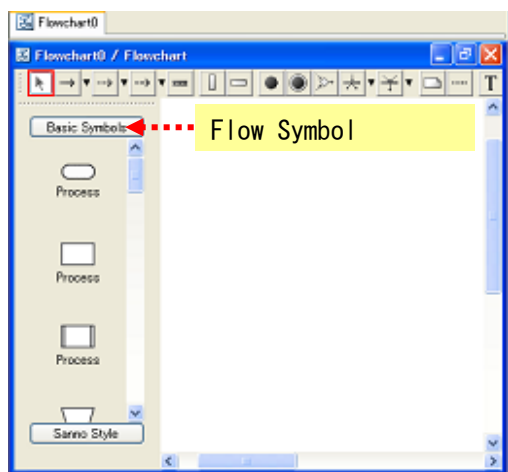 Flowchart0
Flowchart0 / Flowchart
T
Basic Symbols
Flow Symbol
Process
Process
Process
Sanno Style